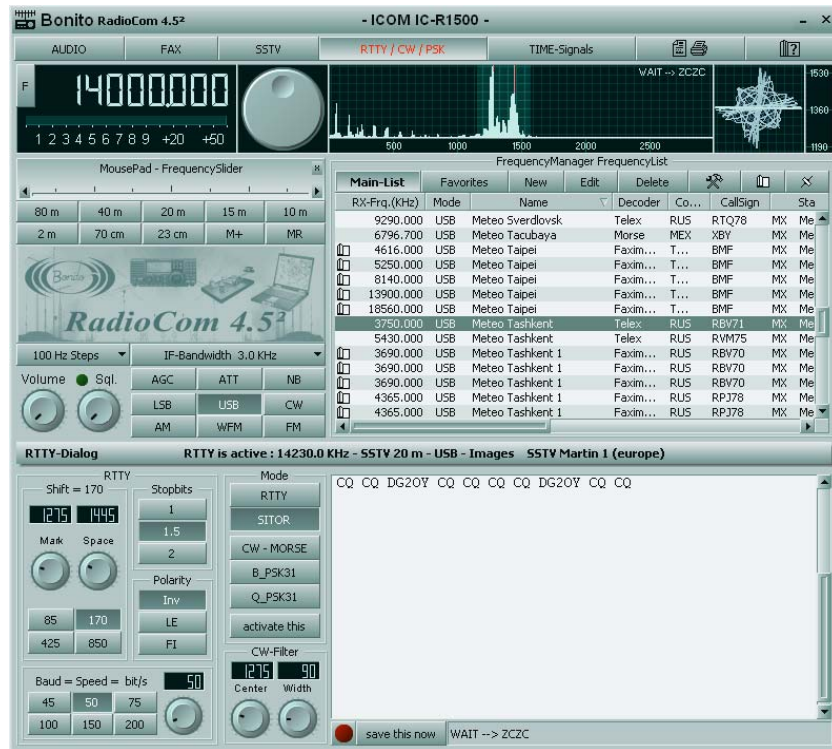 Bonito RadioCom 4.5² - ICOM IC-R1500 -
AUDIO FAX SSTV RTTY / CW / PSK TIME-Signals
F 14000.000
1 2 3 4 5 6 7 8 9 +20 +50
WAIT --> ZCZC
500 1000 1500 2000 2500
1530
1360
1190
MousePad - FrequencySlider
80 m 40 m 20 m 15 m 10 m
2 m 70 cm 23 cm M+ MR
Bonito
RadioCom 4.5²
100 Hz Steps IF-Bandwidth 3.0 KHz
Volume Sql. AGC ATT NB
LSB USB CW
AM WFM FM
FrequencyManager FrequencyList
Main-List Favorites New Edit Delete
RX-Frq.(KHz) Mode Name Decoder Co... CallSign Sta
9290.000 USB Meteo Sverdlovsk Telex RUS RTQ78 MX Me
6796.700 USB Meteo Tacubaya Morse MEX XBY MX Me
4616.000 USB Meteo Taipei Faxim... T... BMF MX Me
5250.000 USB Meteo Taipei Faxim... T... BMF MX Me
8140.000 USB Meteo Taipei Faxim... T... BMF MX Me
13900.000 USB Meteo Taipei Faxim... T... BMF MX Me
18560.000 USB Meteo Taipei Faxim... T... BMF MX Me
3750.000 USB Meteo Tashkent Telex RUS RBV71 MX Me
5430.000 USB Meteo Tashkent Telex RUS RVM75 MX Me
3690.000 USB Meteo Tashkent 1 Faxim... RUS RBV70 MX Me
3690.000 USB Meteo Tashkent 1 Faxim... RUS RBV70 MX Me
3690.000 USB Meteo Tashkent 1 Faxim... RUS RBV70 MX Me
4365.000 USB Meteo Tashkent 1 Faxim... RUS RPJ78 MX Me
4365.000 USB Meteo Tashkent 1 Faxim... RUS RPJ78 MX Me
RTTY-Dialog RTTY is active : 14230.0 KHz - SSTV 20 m - USB - Images SSTV Martin 1 (europe)
RTTY
Shift = 170
1275 1445
Mark Space
85 170
425 850
Stopbits
1
1.5
2
Polarity
Inv
LE
FI
Baud = Speed = bit/s 50
45 50 75
100 150 200
Mode
RTTY
SITOR
CW - MORSE
B_PSK31
Q_PSK31
activate this
CW-Filter
1275 90
Center Width
CQ CQ DG2OY CQ CQ CQ CQ DG2OY CQ CQ
save this now WAIT --> ZCZC